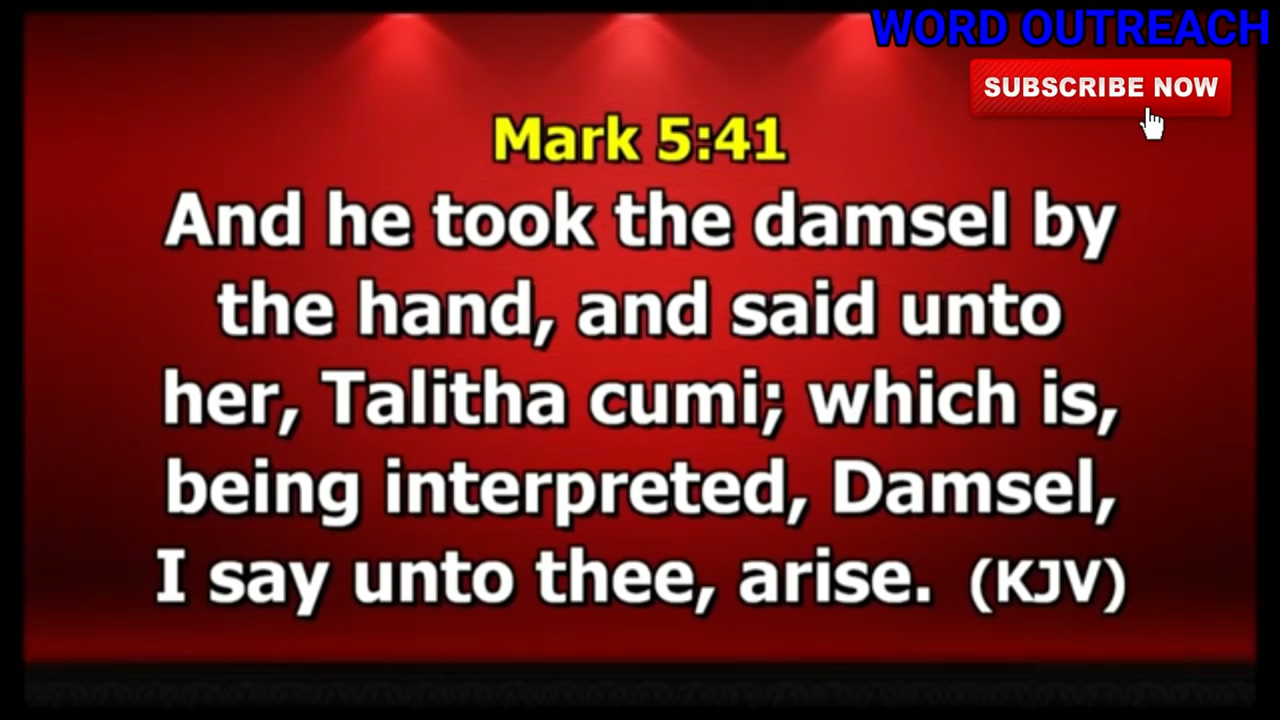 WORD OUTREACH
SUBSCRIBE NOW
Mark 5:41
And he took the damsel by
the hand, and said unto
her, Talitha cumi; which is,
being interpreted, Damsel,
I say unto thee, arise. (KJV)